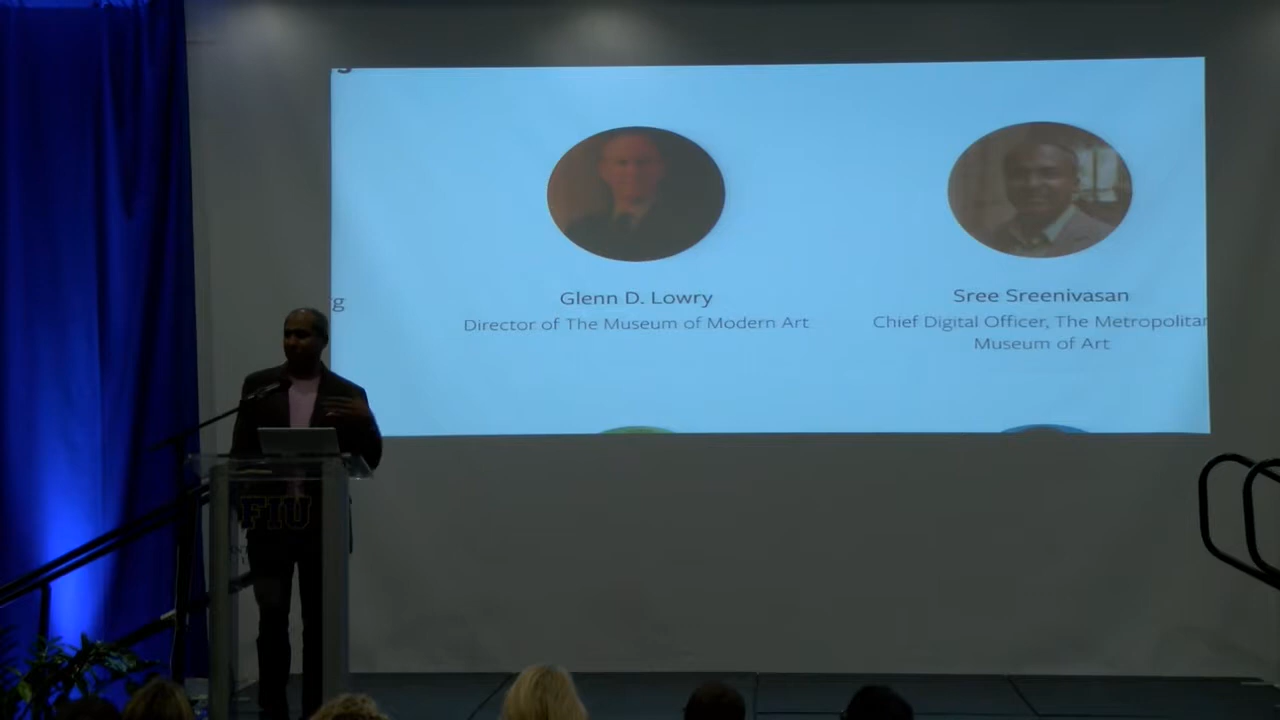 g
Glenn D. Lowry
Director of The Museum of Modern Art
Sree Sreenivasan
Chief Digital Officer, The Metropolitan
Museum of Art
FIU